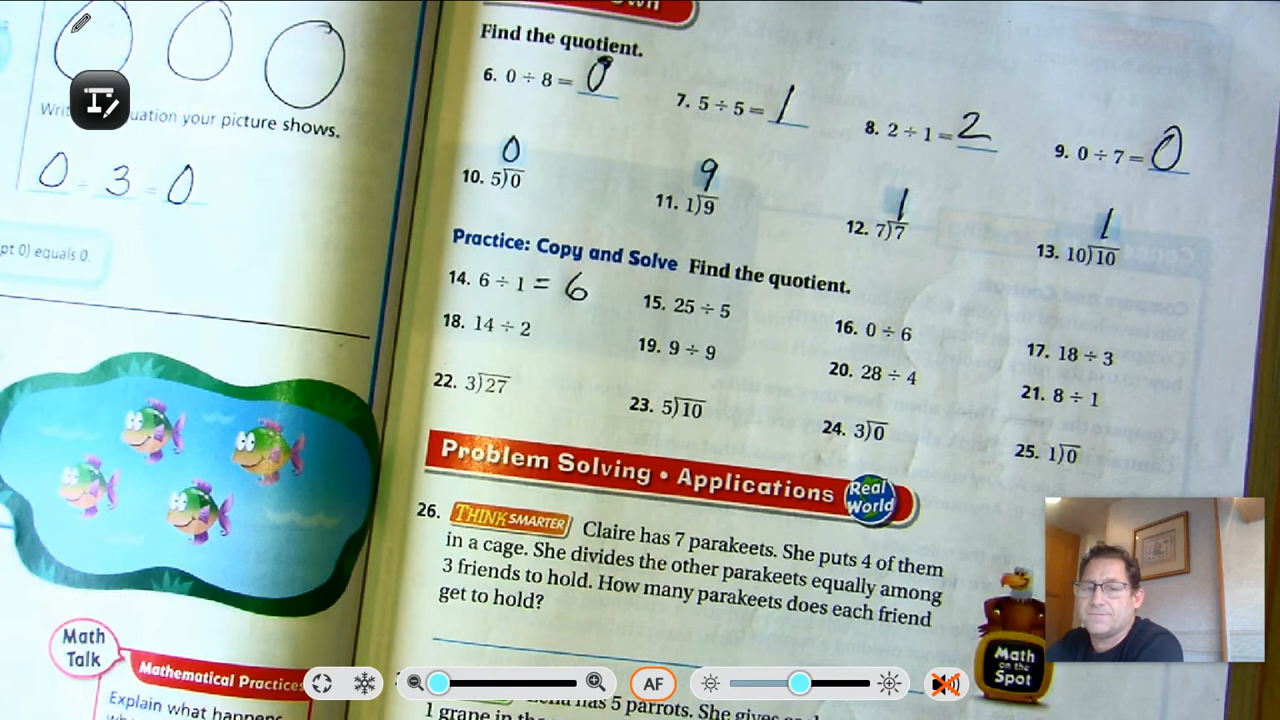 Find the quotient.
6. 0 ÷ 8 = 0
7. 5 ÷ 5 = 1
8. 2 ÷ 1 = 2
9. 0 ÷ 7 = 0
0
10. 5)0
9
11. 1)9
1
12. 7)7
1
13. 10)10
Practice: Copy and Solve Find the quotient.
14. 6 ÷ 1 = 6
15. 25 ÷ 5
16. 0 ÷ 6
17. 18 ÷ 3
18. 14 ÷ 2
19. 9 ÷ 9
20. 28 ÷ 4
21. 8 ÷ 1
22. 3)27
23. 5)10
24. 3)0
25. 1)0
Problem Solving • Applications Real World
26. THINK SMARTER Claire has 7 parakeets. She puts 4 of them
in a cage. She divides the other parakeets equally among
3 friends to hold. How many parakeets does each friend
get to hold?
Math on the Spot
has 5 parrots. She
1 grape in
your picture shows.
0 ÷ 3 = 0
0) equals 0.
Math Talk
Mathematical Practices
Explain what happens
AF